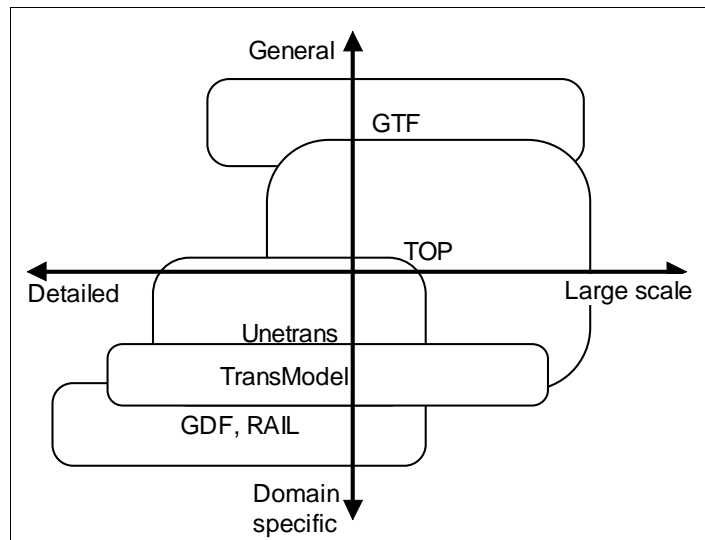 General
GTF
TOP
Detailed
Large scale
Unetrans
TransModel
GDF, RAIL
Domain
specific